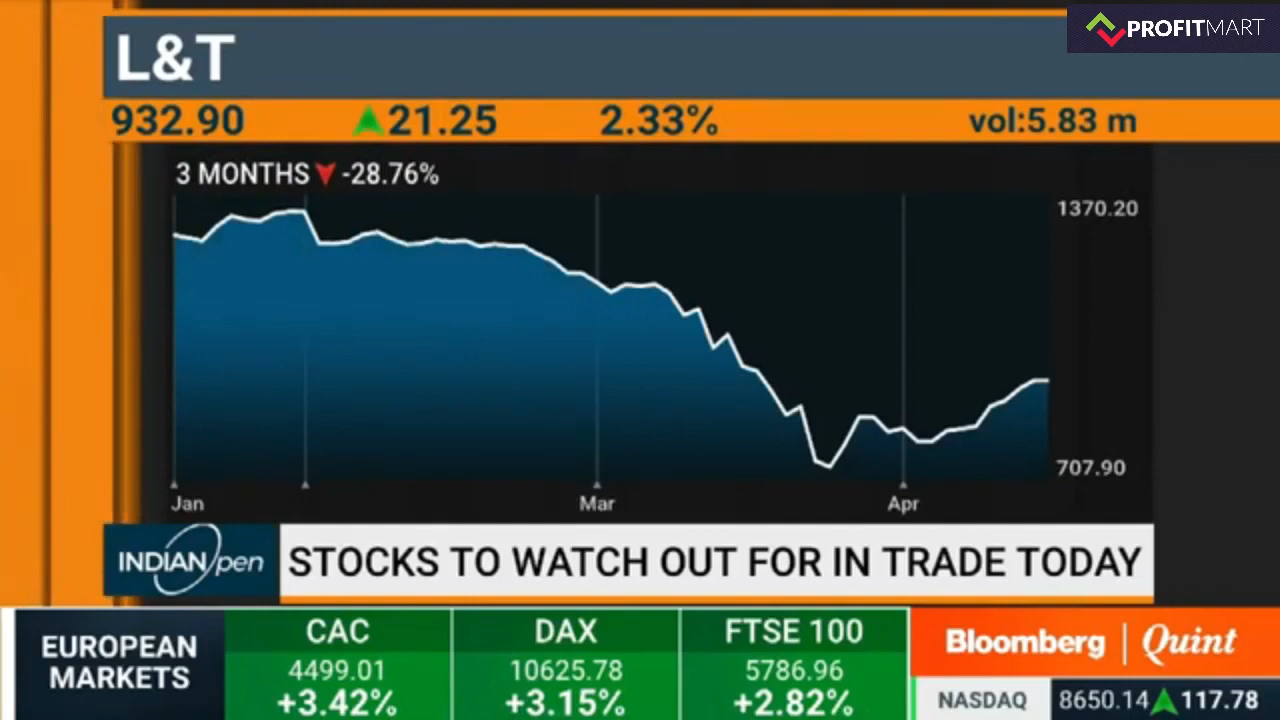 PROFITMART
L&T
932.90 21.25 2.33% vol:5.83 m
3 MONTHS -28.76%
1370.20
707.90
Jan Mar Apr
INDIAN Open STOCKS TO WATCH OUT FOR IN TRADE TODAY
EUROPEAN MARKETS
CAC
4499.01
+3.42%
DAX
10625.78
+3.15%
FTSE 100
5786.96
+2.82%
Bloomberg | Quint
NASDAQ 8650.14 117.78